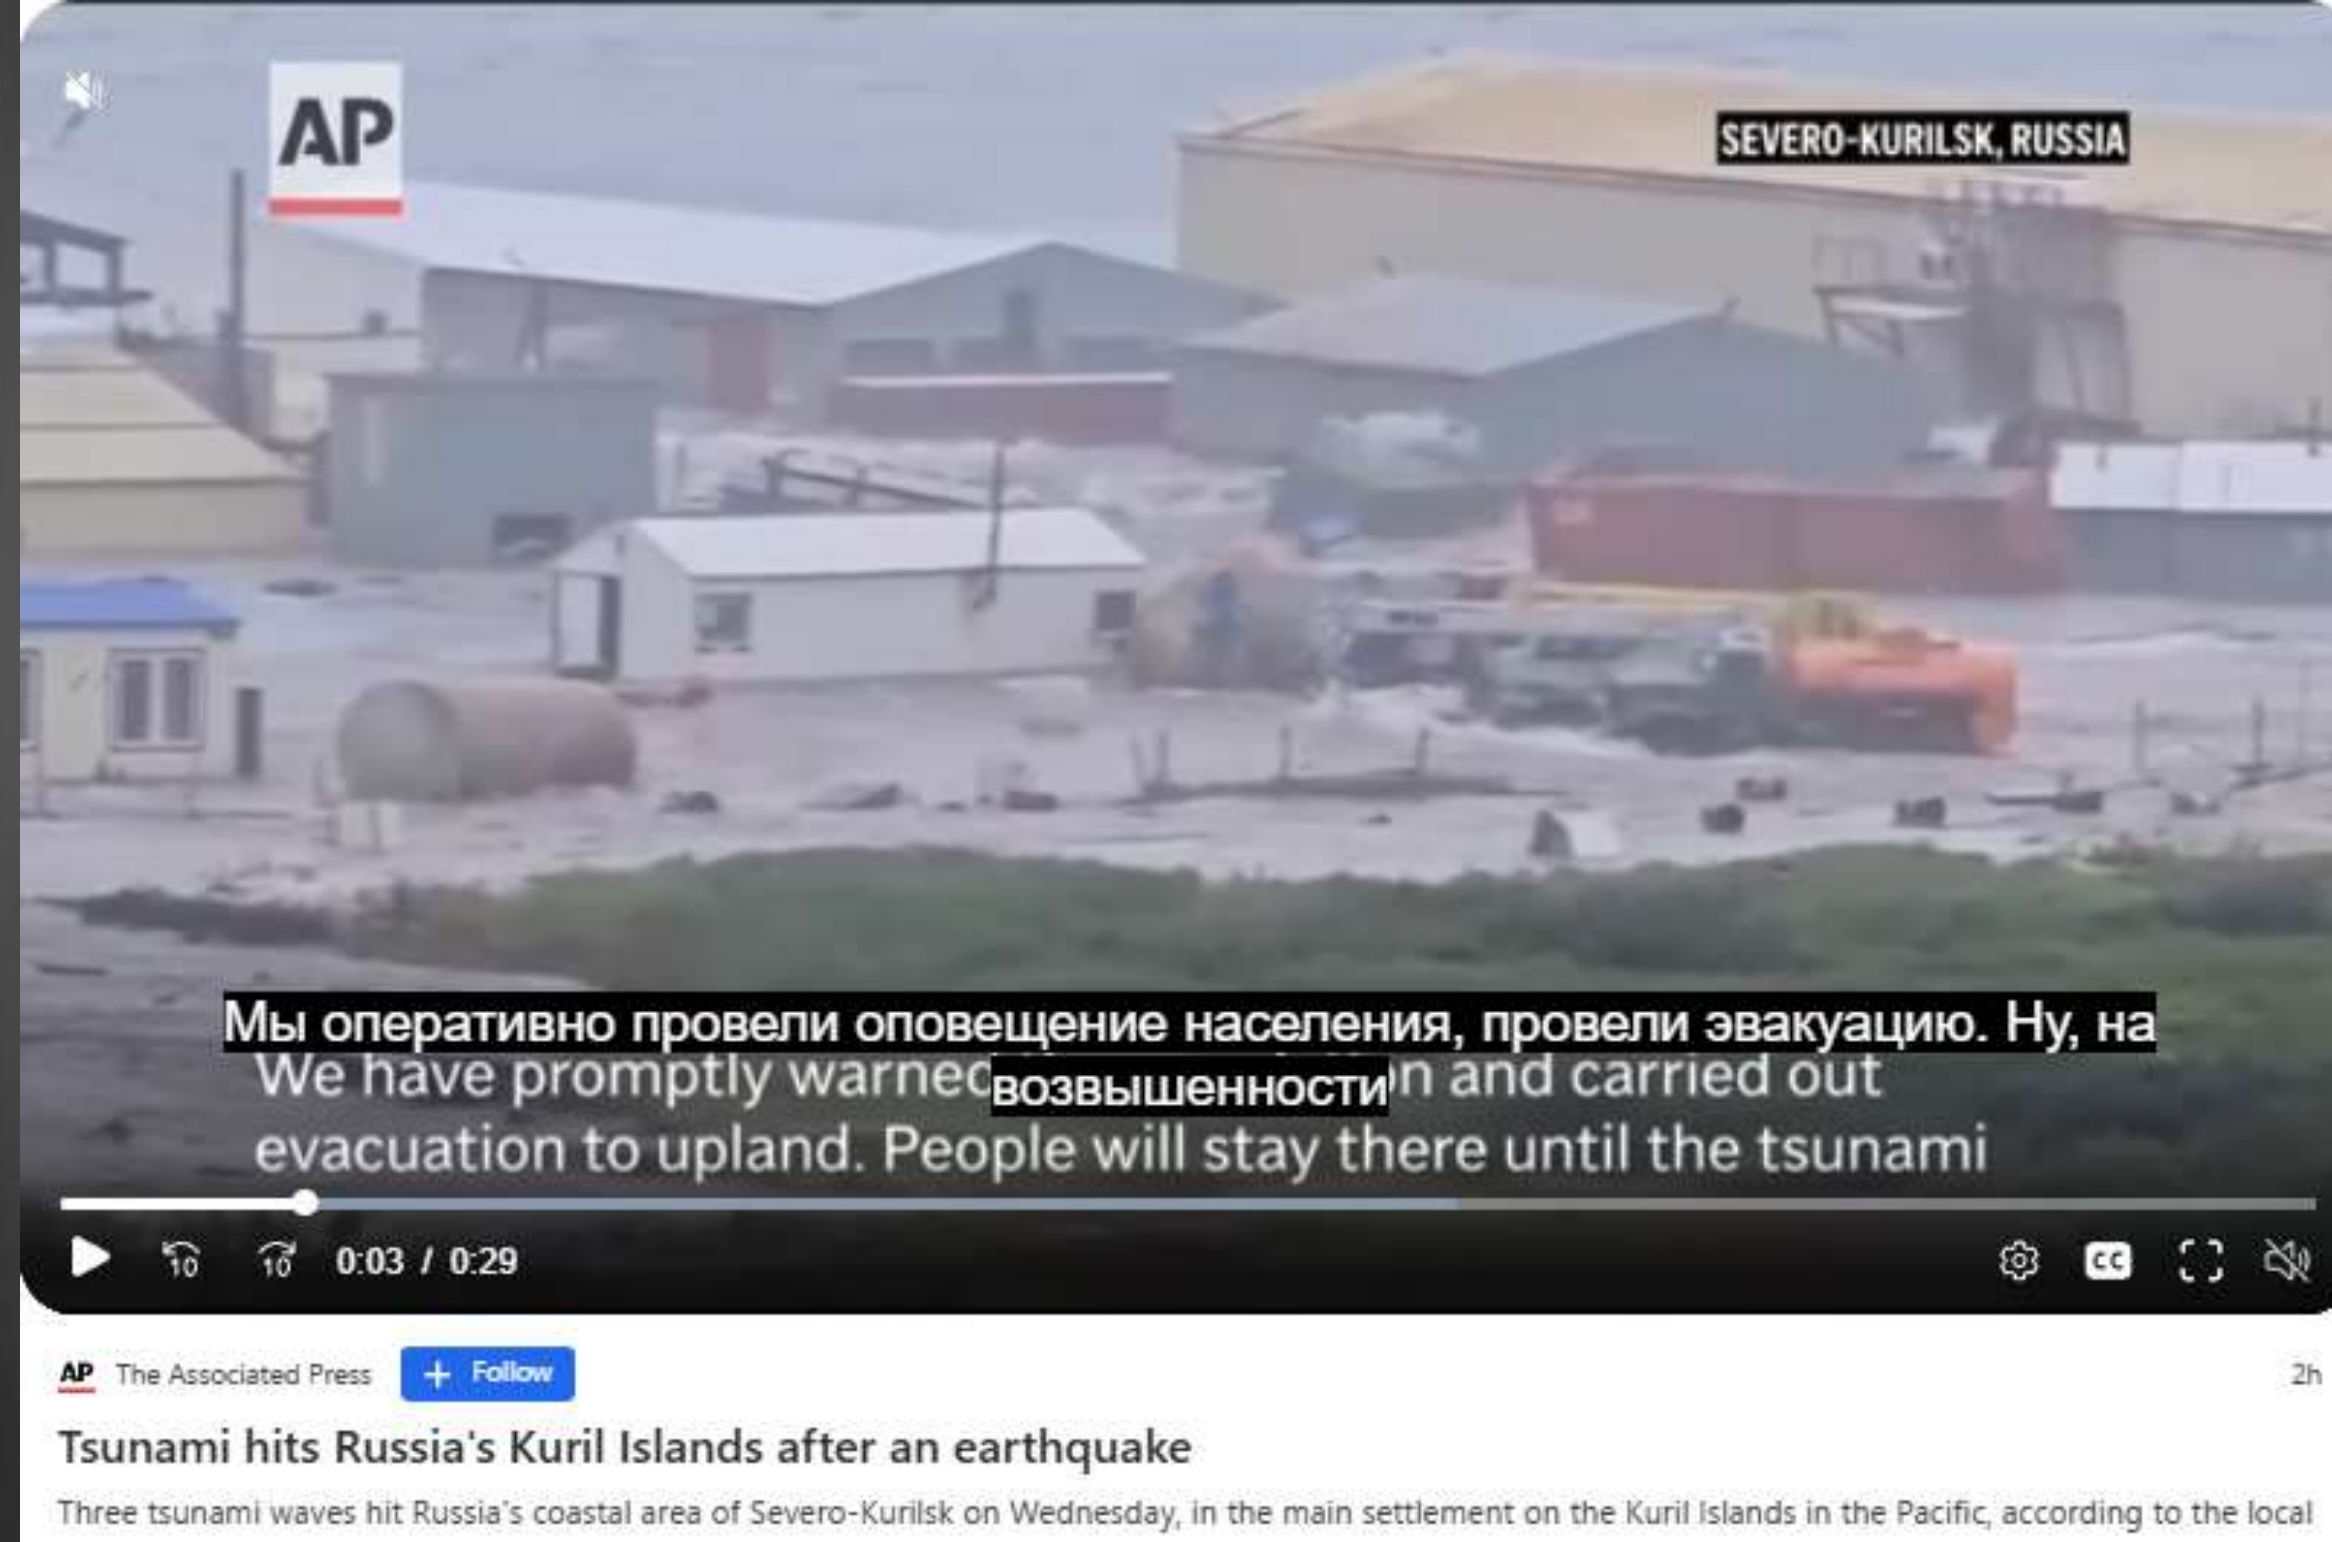 AP
SEVERO-KURILSK, RUSSIA
Мы оперативно провели оповещение населения, провели эвакуацию. Ну, на
возвышенности
We have promptly warned and carried out
evacuation to upland. People will stay there until the tsunami
10
10
0:03 / 0:29
CC
AP The Associated Press + Follow 2h
Tsunami hits Russia's Kuril Islands after an earthquake
Three tsunami waves hit Russia's coastal area of Severo-Kurilsk on Wednesday, in the main settlement on the Kuril Islands in the Pacific, according to the local